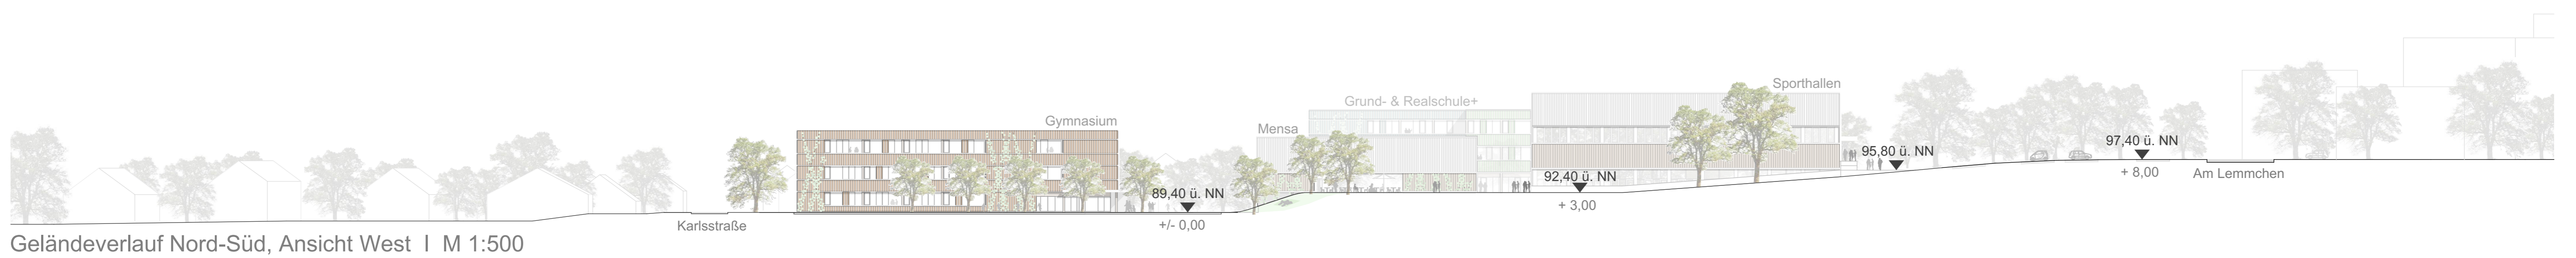 Sporthallen
Grund- & Realschule+
Gymnasium
Mensa
97,40 ü. NN
95,80 ü. NN
92,40 ü. NN
89,40 ü. NN
+ 8,00
Am Lemmchen
+ 3,00
+/- 0,00
Karlsstraße
Geländeverlauf Nord-Süd, Ansicht West I M 1:500